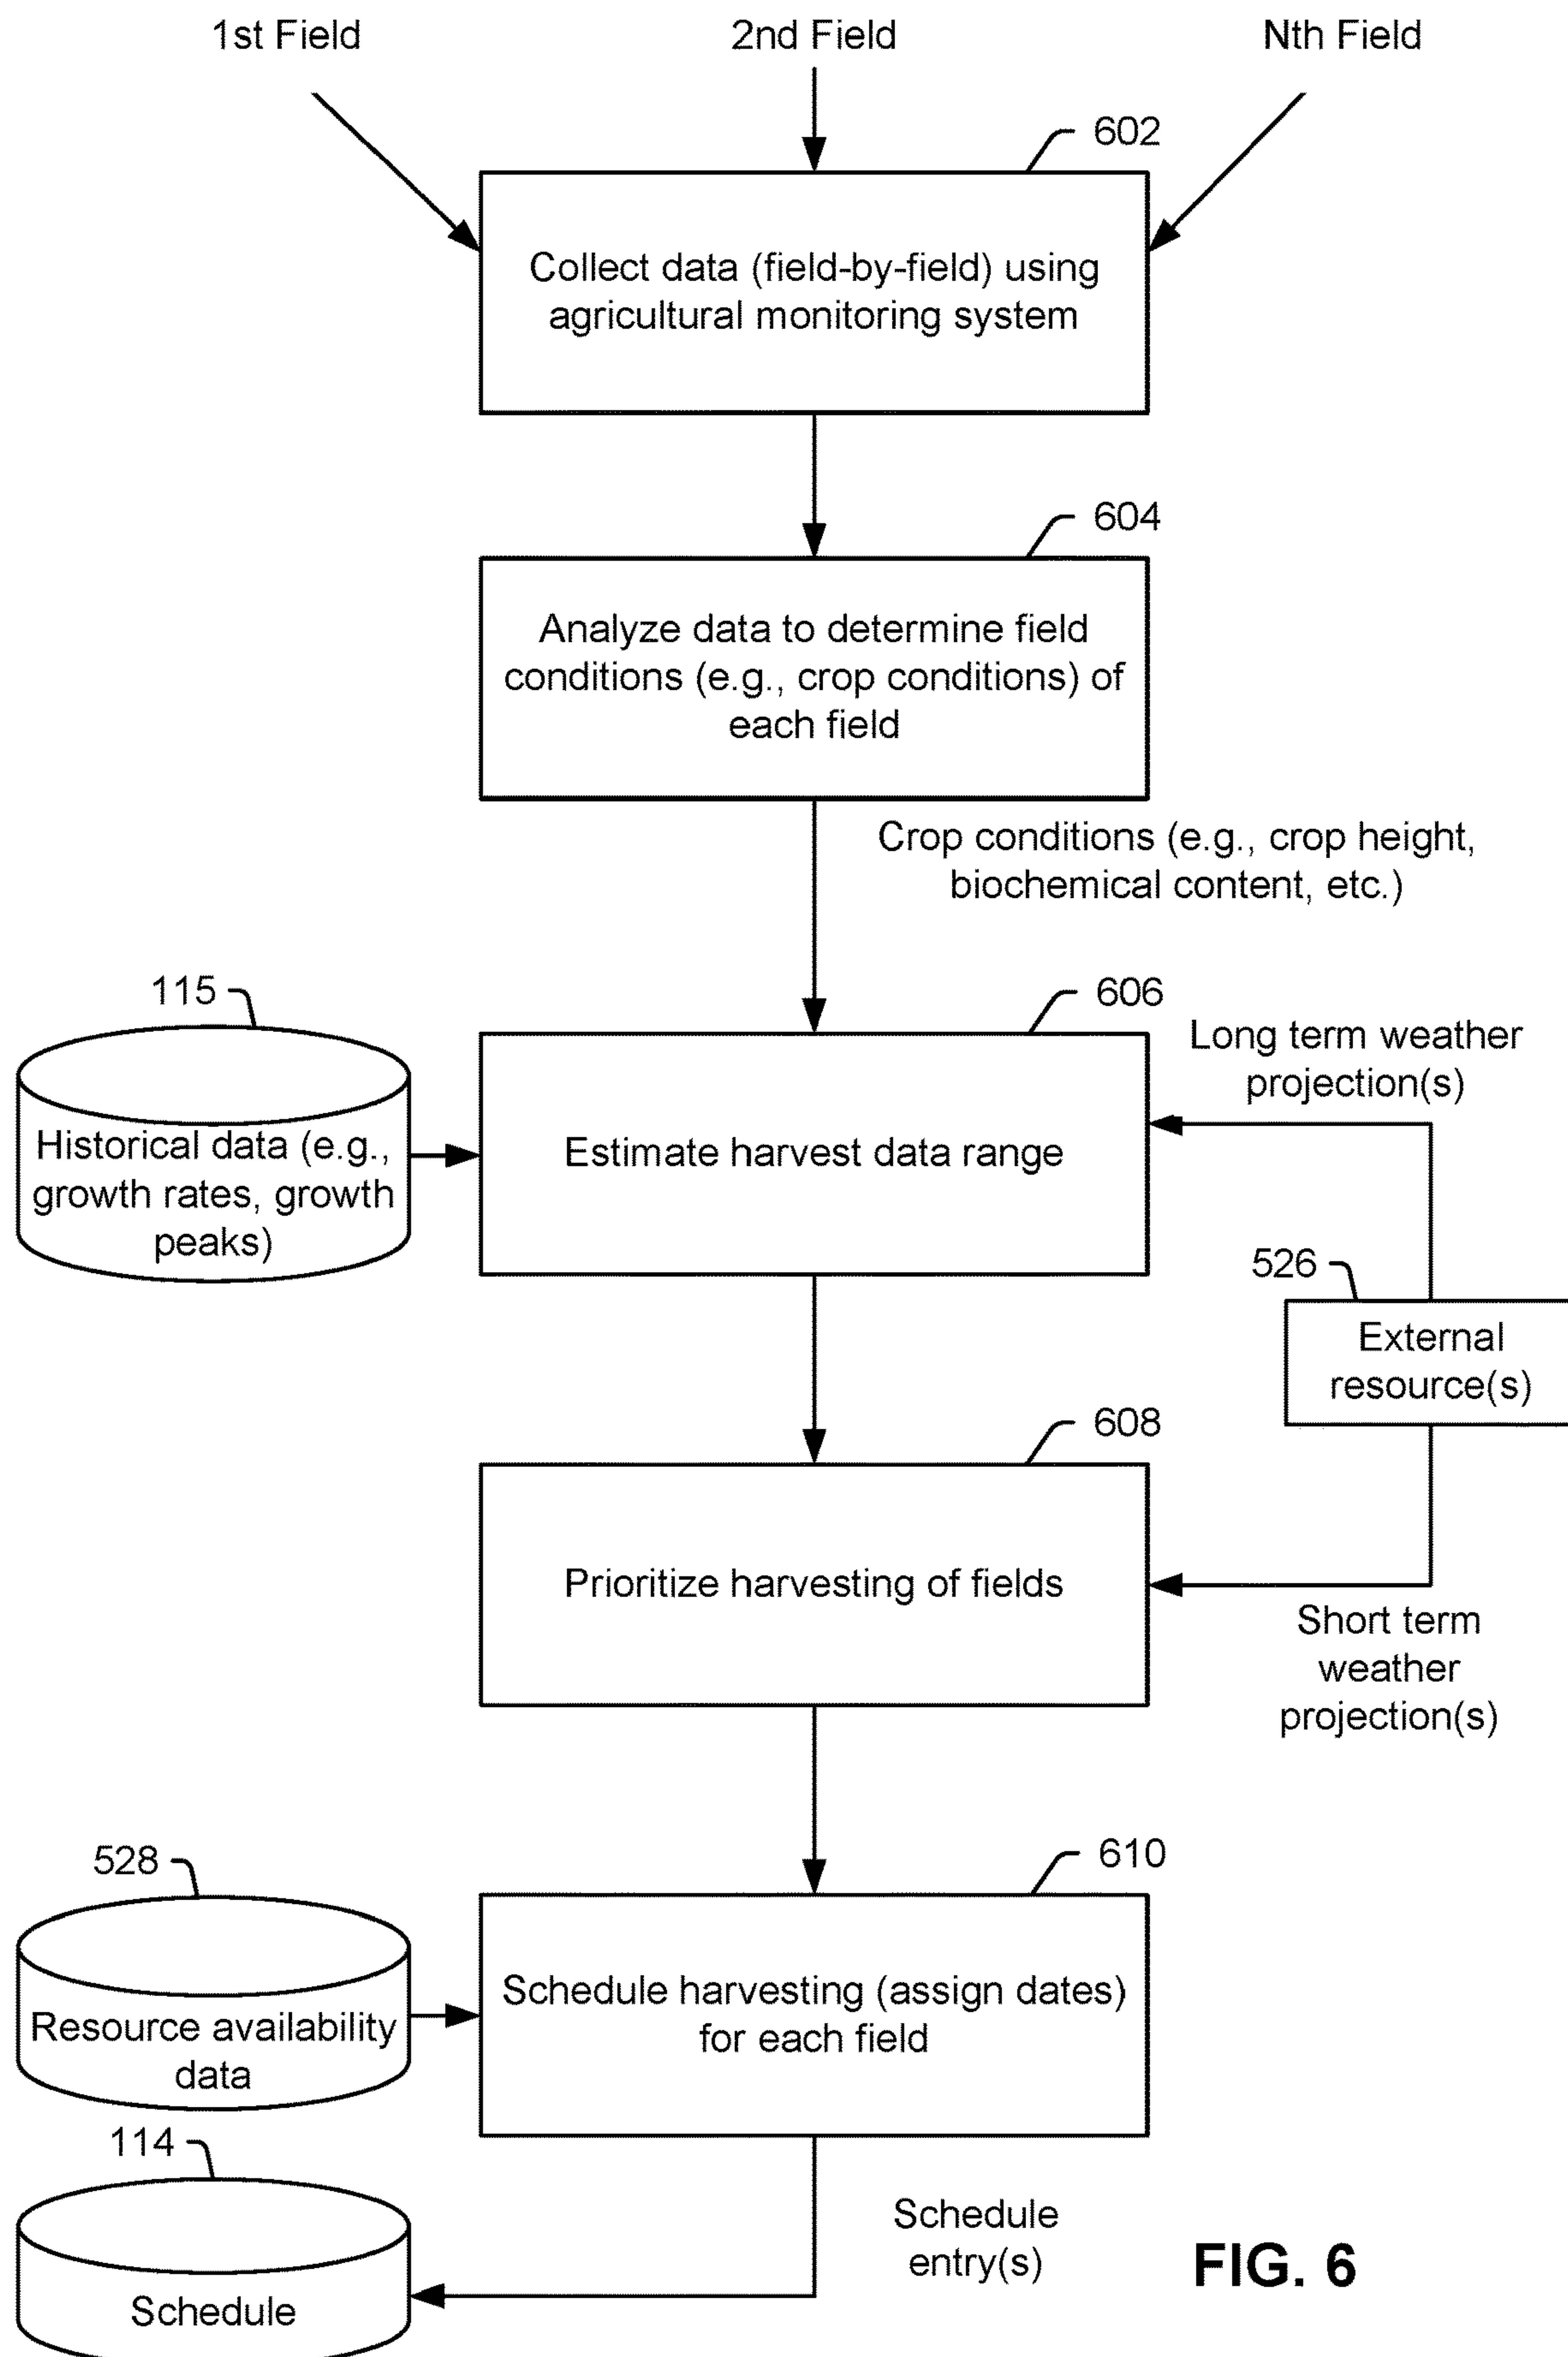 1st Field
2nd Field
Nth Field
602
Collect data (field-by-field) using
agricultural monitoring system
604
Analyze data to determine field
conditions (e.g., crop conditions) of
each field
Crop conditions (e.g., crop height,
biochemical content, etc.)
115
Historical data (e.g.,
growth rates, growth
peaks)
606
Estimate harvest data range
Long term weather
projection(s)
526
External
resource(s)
608
Prioritize harvesting of fields
Short term
weather
projection(s)
528
Resource availability
data
610
Schedule harvesting (assign dates)
for each field
114
Schedule
Schedule
entry(s)
FIG. 6